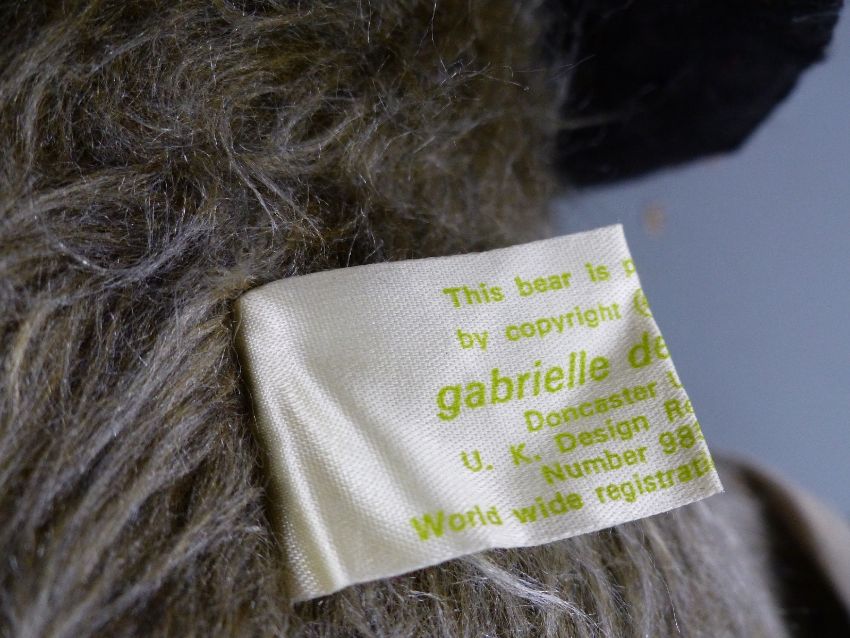 This bear is p
by copyright
gabrielle de
Doncaster U
U. K. Design Re
Number 98
World wide registrat